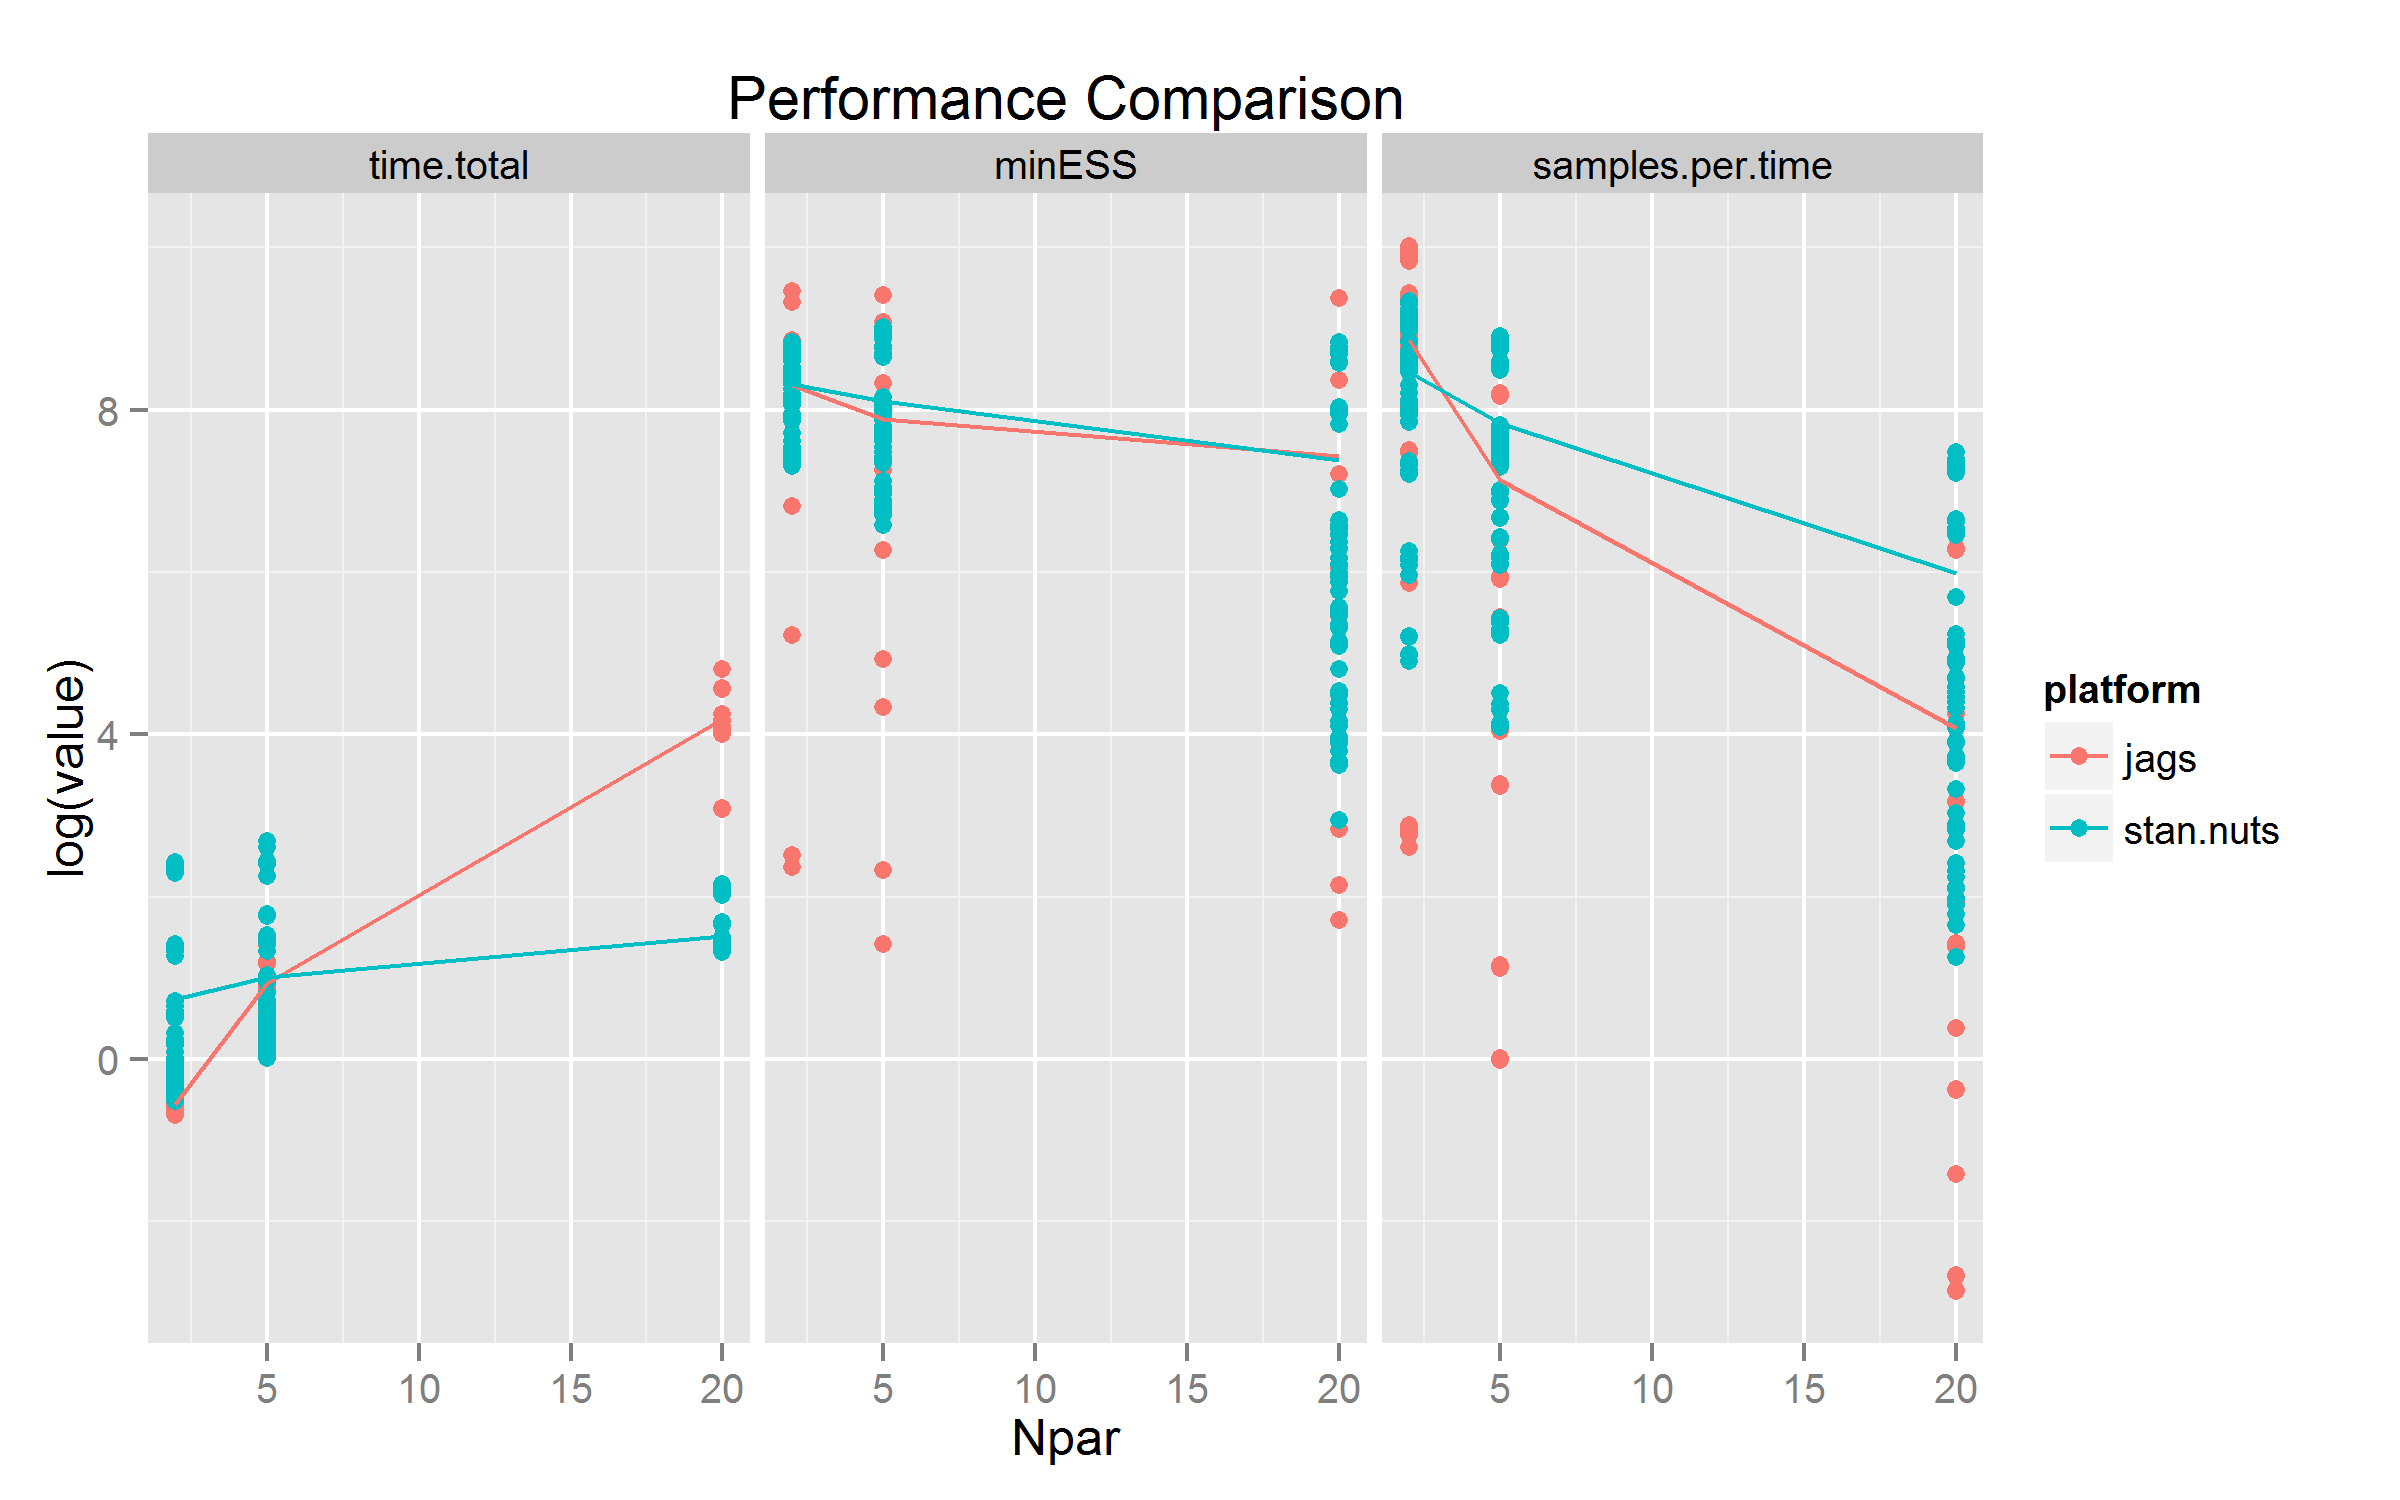 Performance Comparison
time.total minESS samples.per.time
8
4
0
log(value)
5 10 15 20 5 10 15 20 5 10 15 20
Npar
platform
jags
stan.nuts